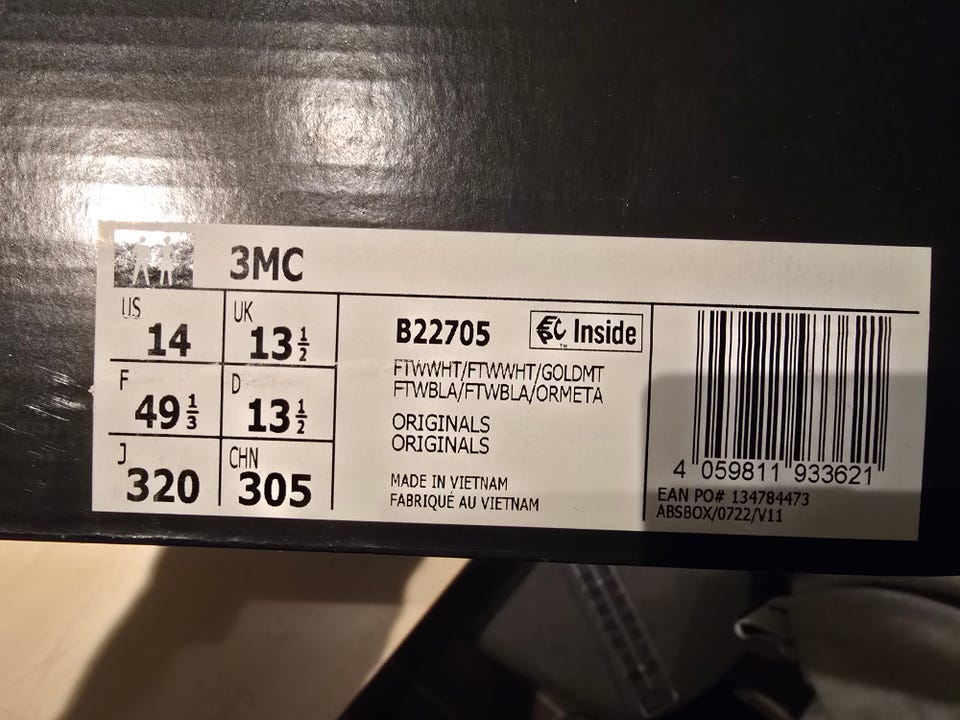 3MC
US 14 UK 13 1/2
F 49 1/3 D 13 1/2
J 320 CHN 305
B22705
Inside
TM
FTWWHT/FTWWHT/GOLDMT
FTWBLA/FTWBLA/ORMETA
ORIGINALS
ORIGINALS
MADE IN VIETNAM
FABRIQUÉ AU VIETNAM
4 059811 933621
EAN PO# 134784473
ABSBOX/0722/V11